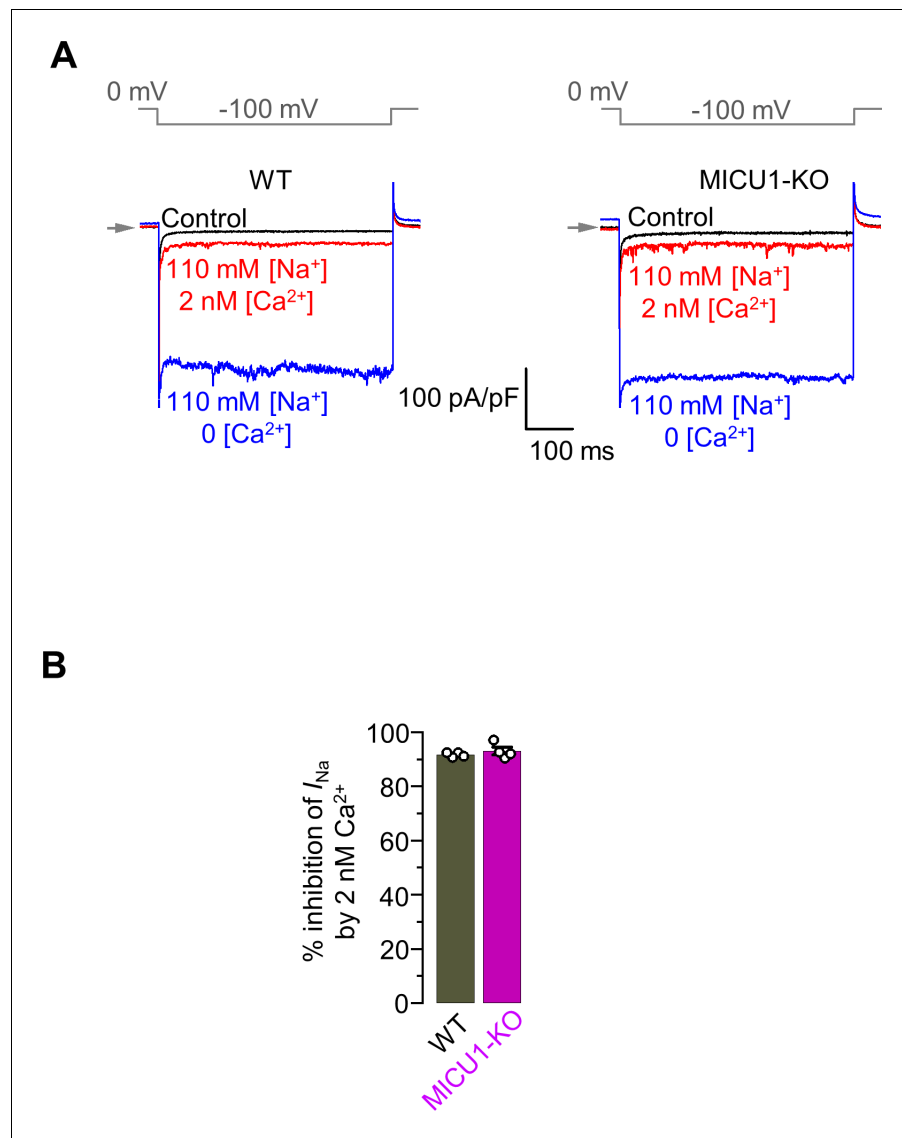 A
0 mV
-100 mV
WT
Control
110 mM [Na⁺]
2 nM [Ca²⁺]
110 mM [Na⁺]
0 [Ca²⁺]
100 pA/pF
100 ms
0 mV
-100 mV
MICU1-KO
Control
110 mM [Na⁺]
2 nM [Ca²⁺]
110 mM [Na⁺]
0 [Ca²⁺]
B
% inhibition of I_Na
by 2 nM Ca²⁺
100
80
60
40
20
0
WT
MICU1-KO